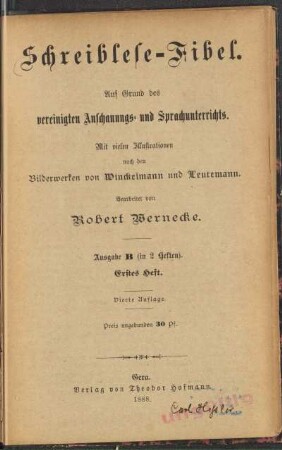 Schreiblese-Fibel.
Auf Grund des
vereinigten Anschauungs- und Sprachunterrichts.
Mit vielen Illustrationen
nach den
Bilderwerken von Winckelmann und Leutemann.
Bearbeitet von
Robert Wernecke.
Ausgabe B (in 2 Heften).
Erstes Heft.
Vierte Auflage.
Preis ungebunden 30 Pf.
Gera.
Verlag von Theodor Hofmann.
1888.